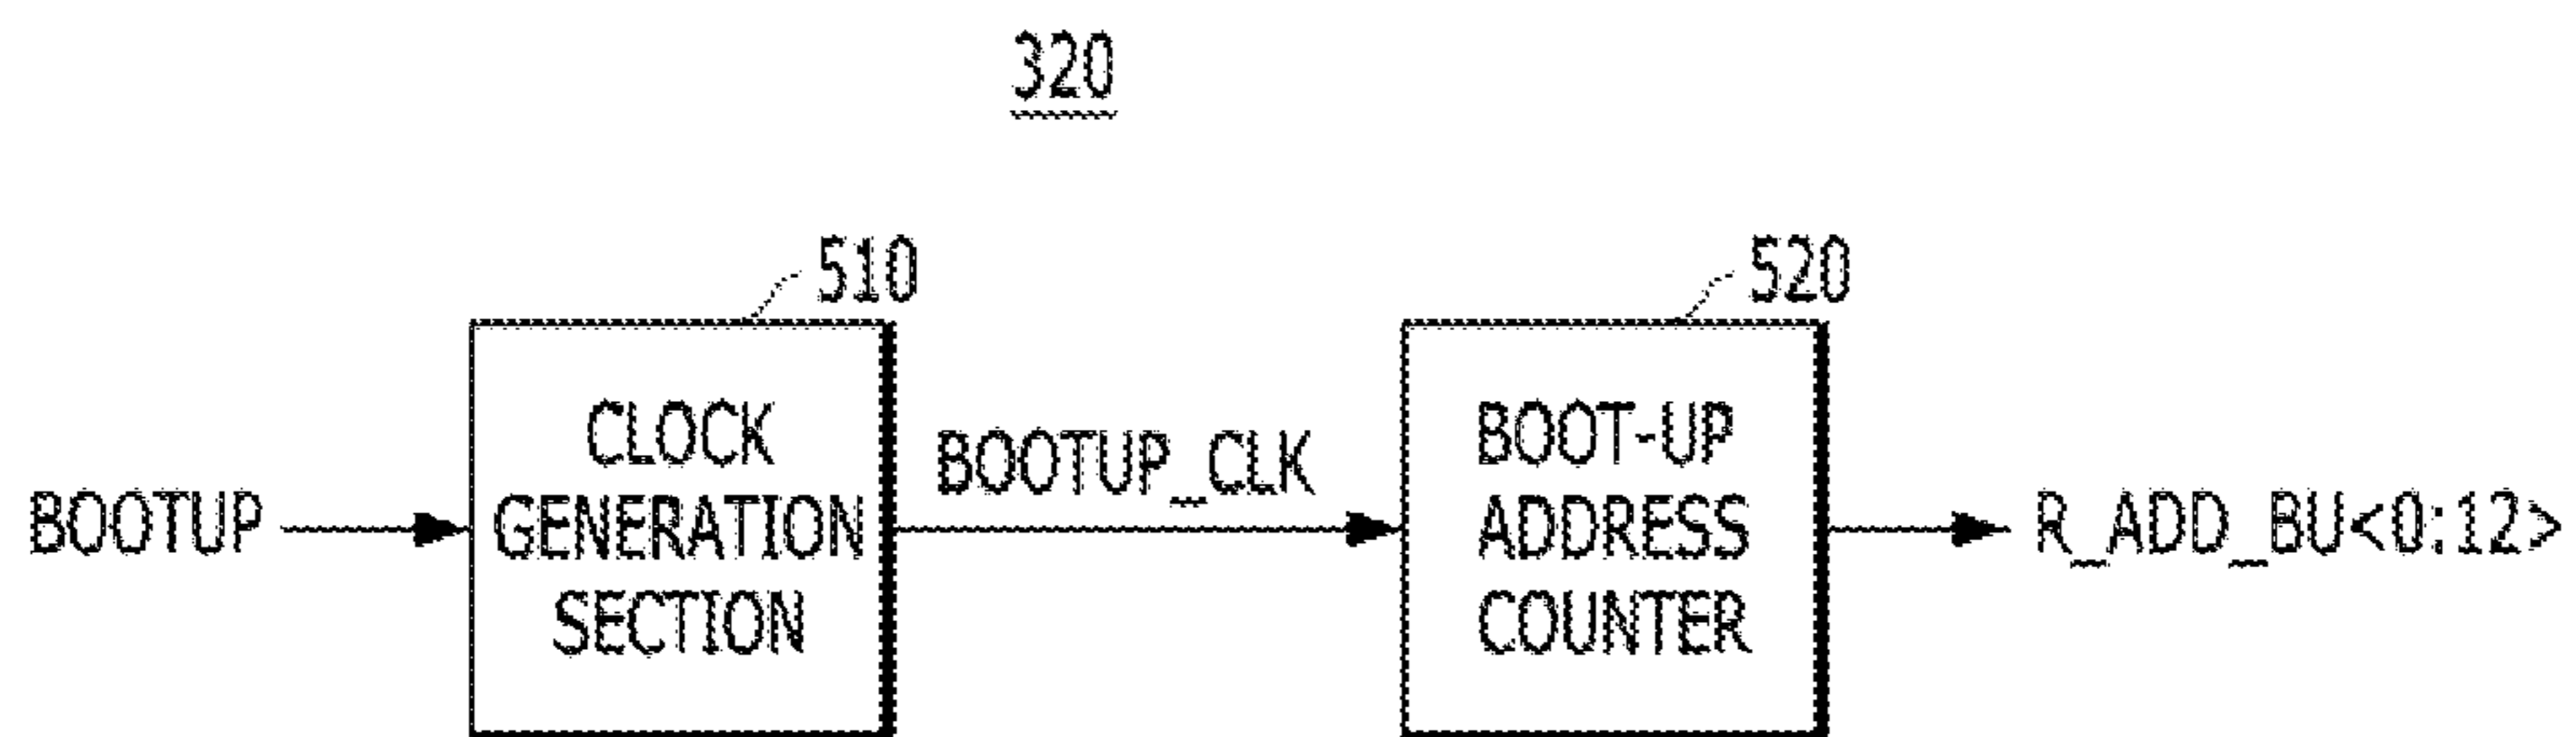 320
510
520
CLOCK
GENERATION
SECTION
BOOT-UP
ADDRESS
COUNTER
BOOTUP
BOOTUP_CLK
R_ADD_BU<0:12>